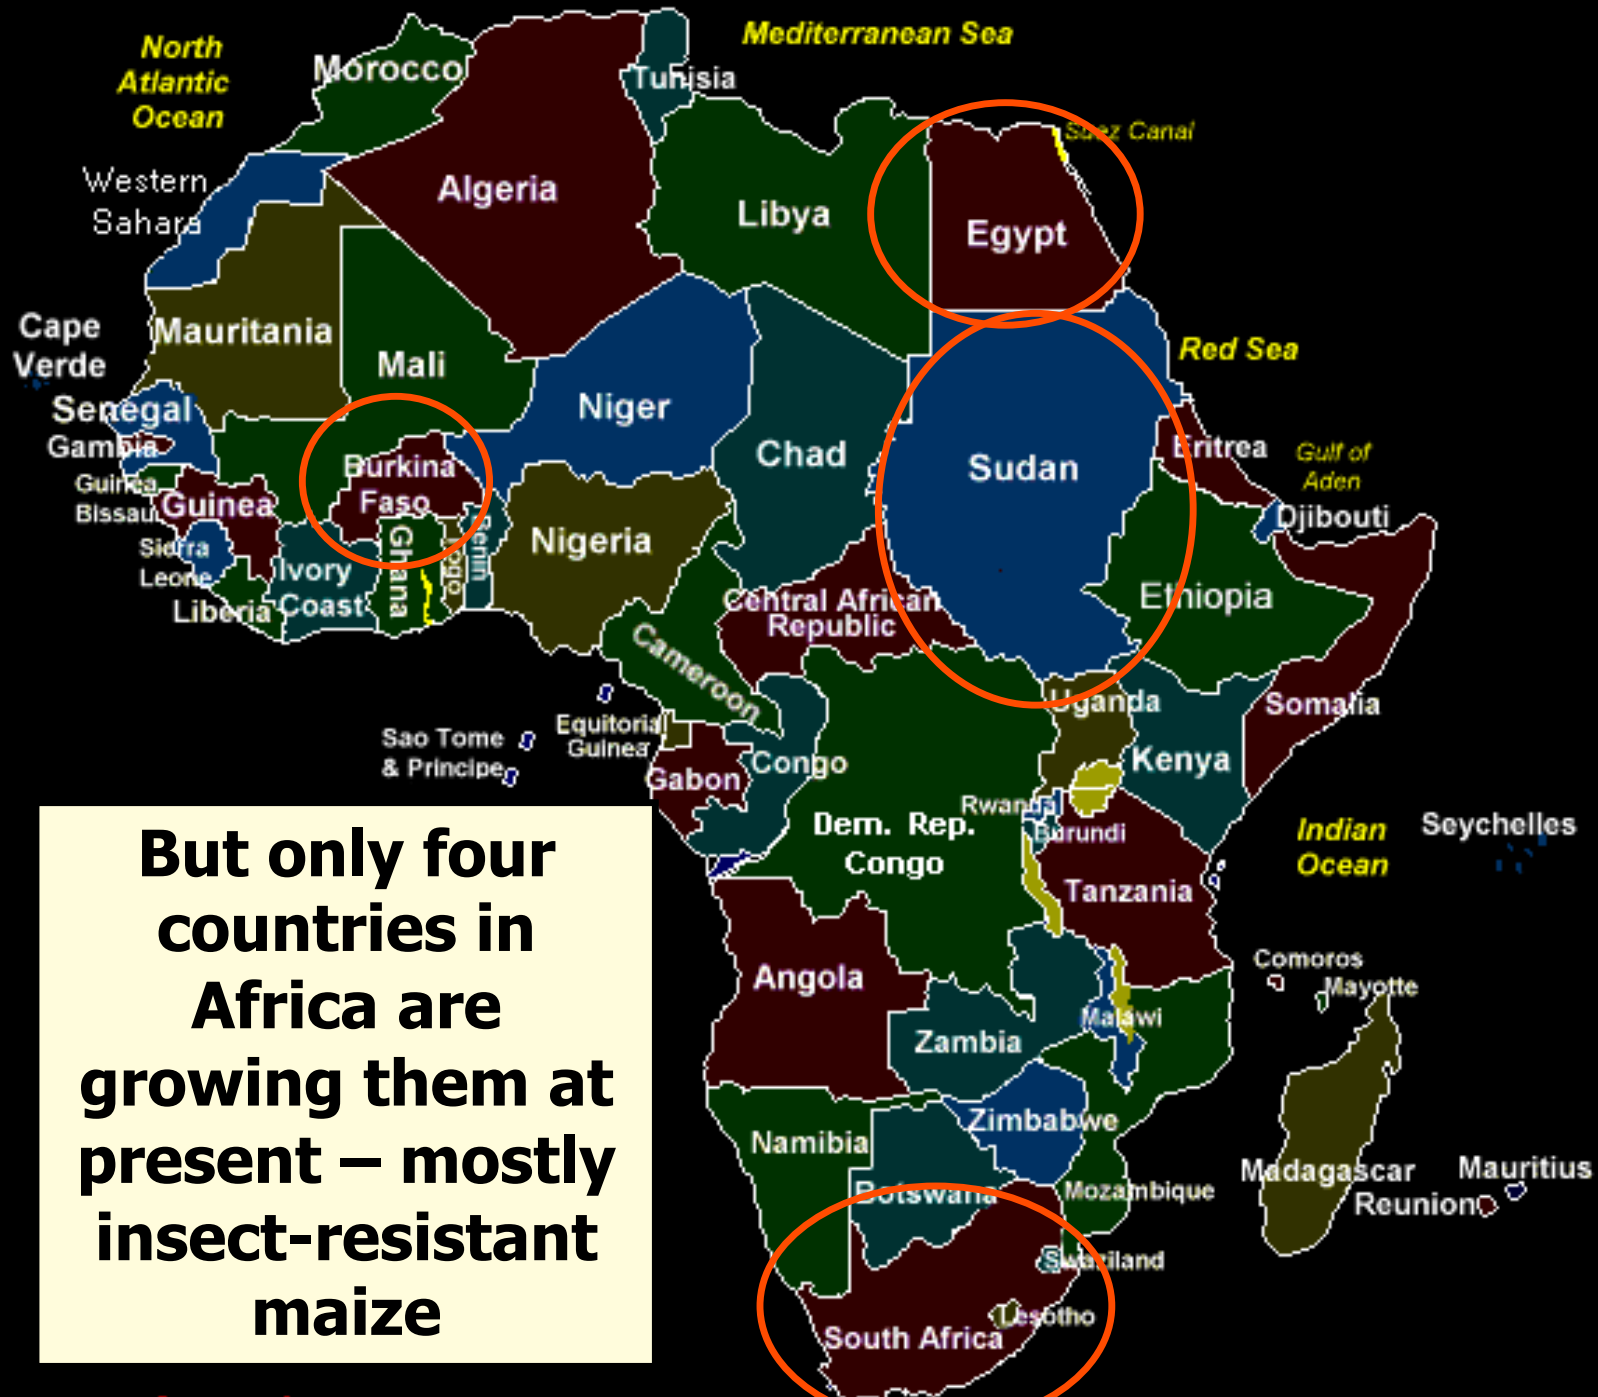 North
Atlantic
Ocean
Mediterranean Sea
Morocco
Tunisia
Suez Canal
Western
Sahara
Algeria
Libya
Egypt
Cape
Verde
Mauritania
Mali
Niger
Chad
Sudan
Red Sea
Senegal
Gambia
Guinea
Bissau
Guinea
Burkina
Faso
Eritrea
Gulf of
Aden
Djibouti
Sierra
Leone
Liberia
Ivory
Coast
Ghana
Togo
Benin
Nigeria
Central African
Republic
Ethiopia
Cameroon
Somalia
Uganda
Kenya
Sao Tome
& Principe
Equitorial
Guinea
Gabon
Congo
Dem. Rep.
Congo
Rwanda
Burundi
Tanzania
Indian
Ocean
Seychelles
Angola
Zambia
Malawi
Comoros
Mayotte
Namibia
Zimbabwe
Botswana
Mozambique
Madagascar
Mauritius
Reunion
Swaziland
Lesotho
South Africa
But only four
countries in
Africa are
growing them at
present – mostly
insect-resistant
maize